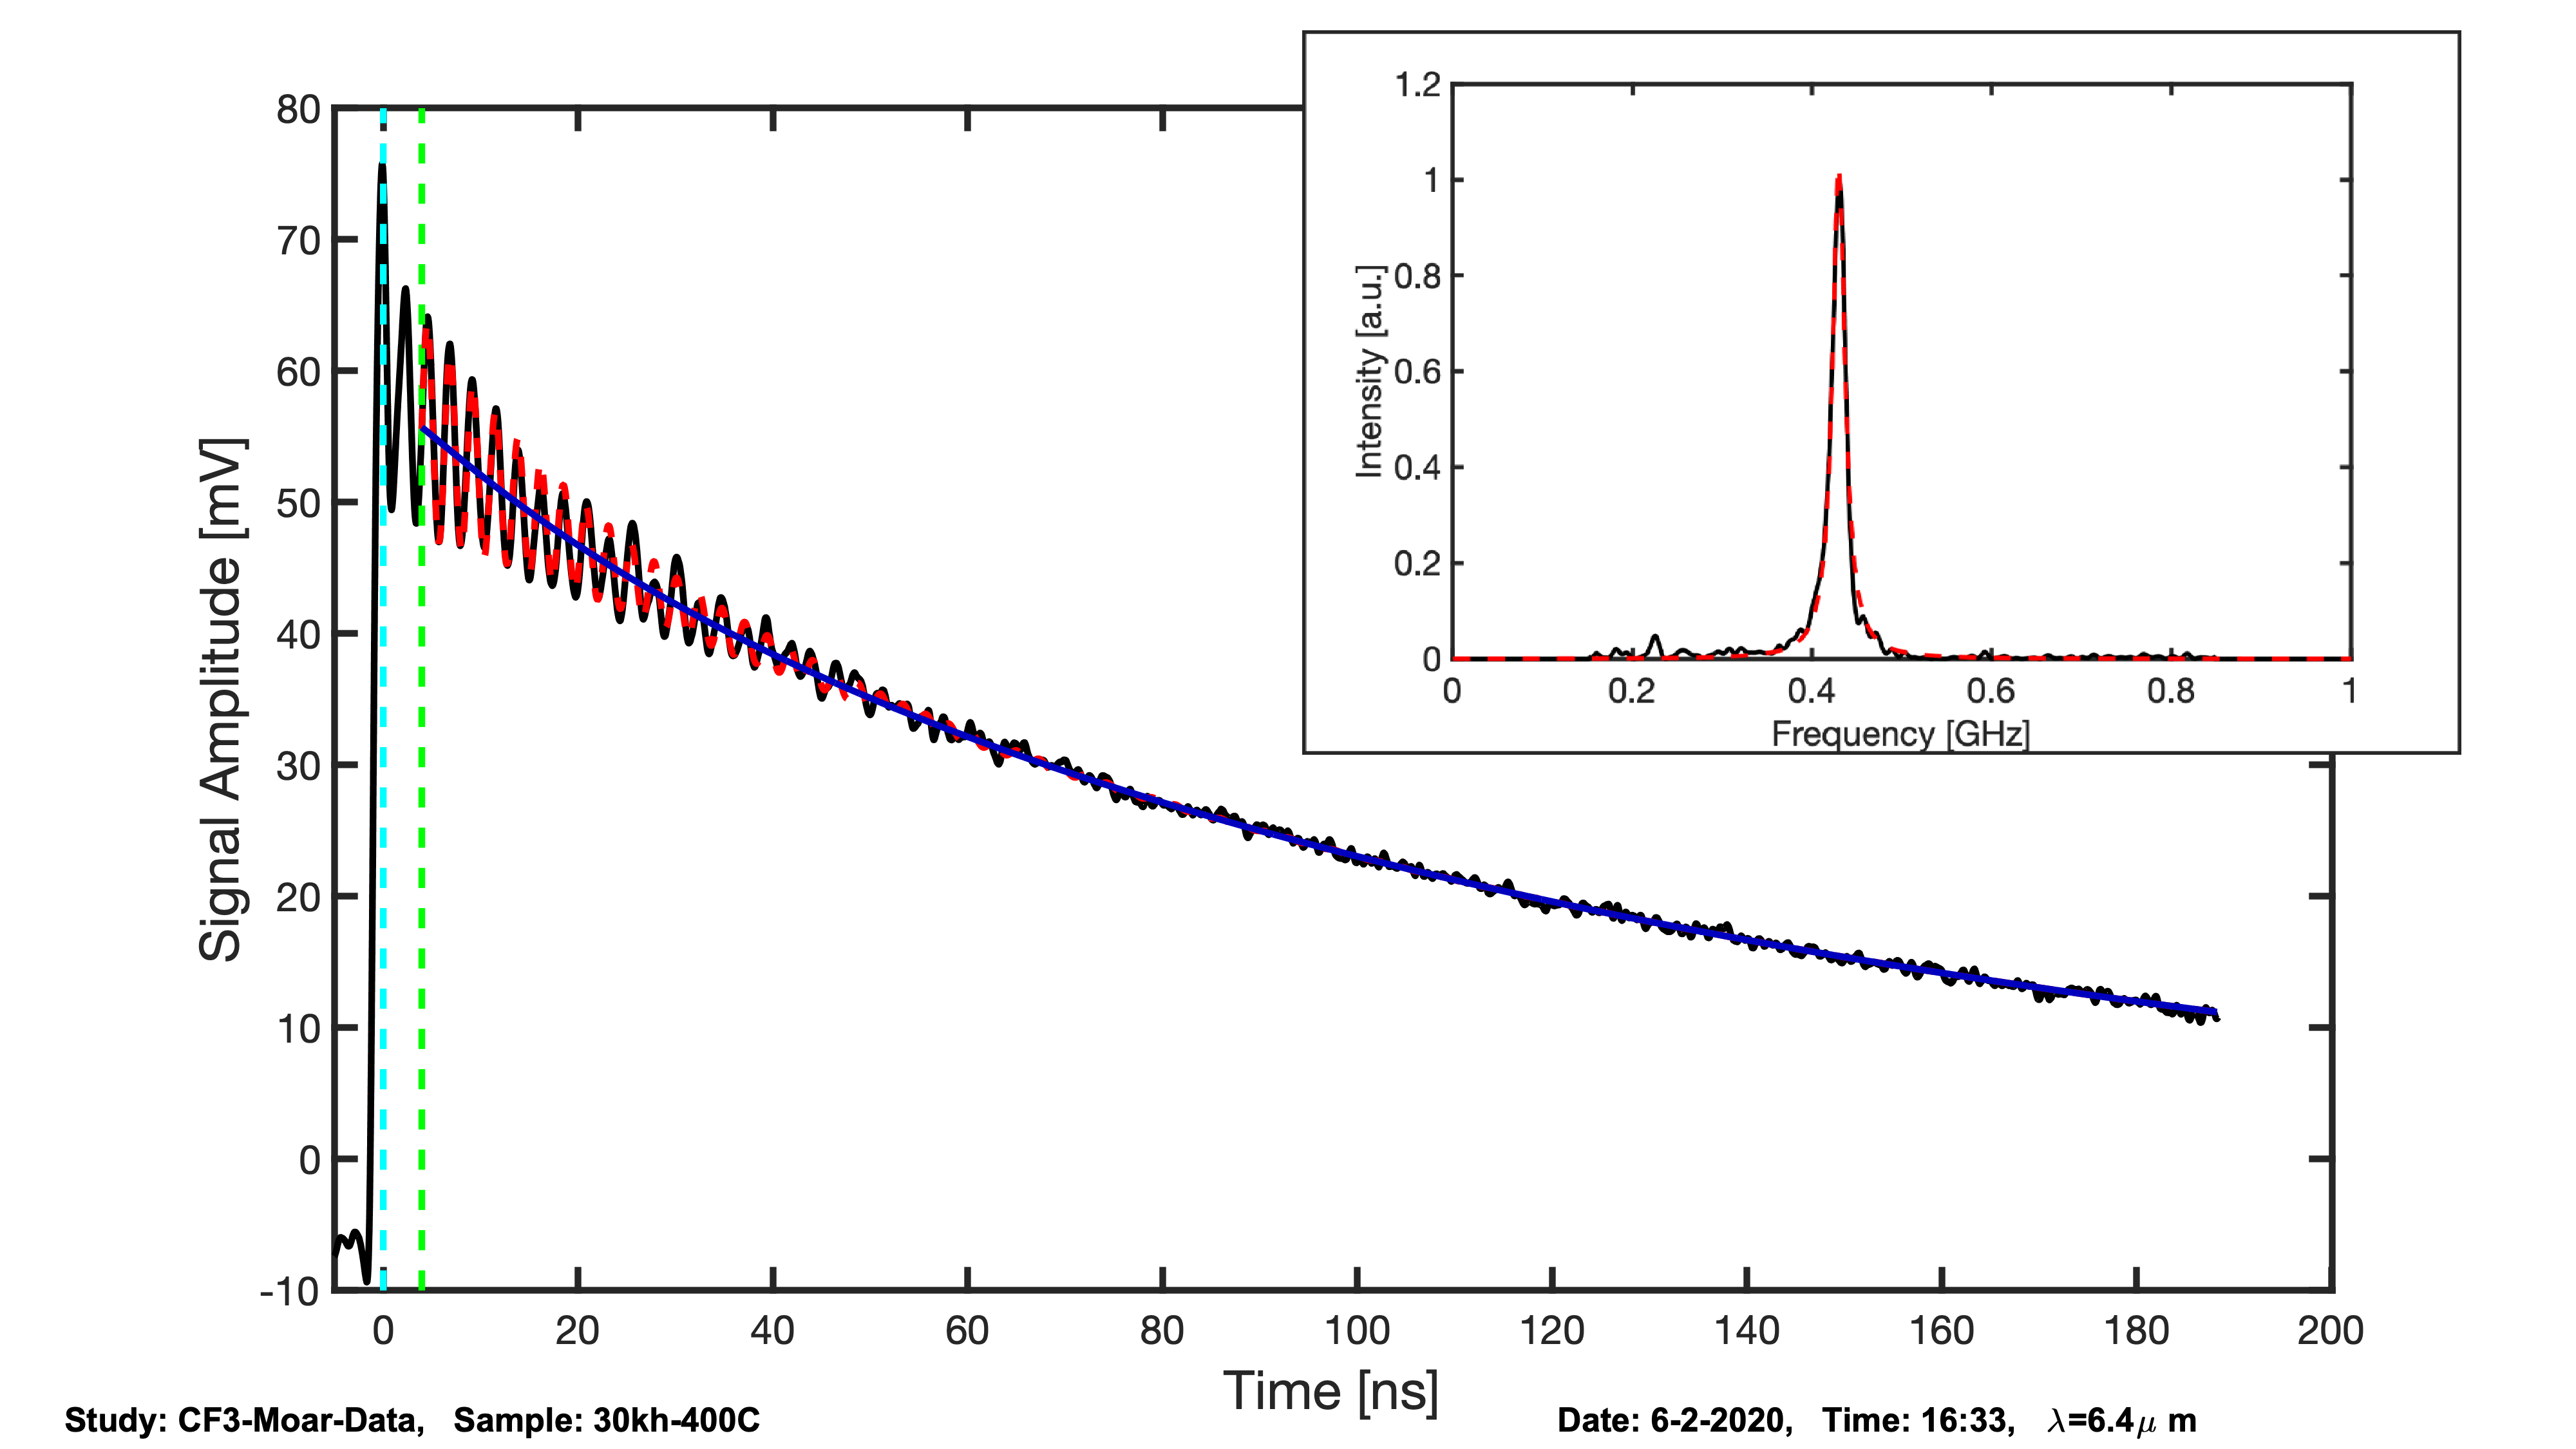 1.2
1
0.8
0.6
0.4
0.2
0
Intensity [a.u.]
0 0.2 0.4 0.6 0.8 1
Frequency [GHz]
80
70
60
50
40
30
20
10
0
-10
Signal Amplitude [mV]
0 20 40 60 80 100 120 140 160 180 200
Time [ns]
Study: CF3-Moar-Data, Sample: 30kh-400C
Date: 6-2-2020, Time: 16:33, λ=6.4μ m